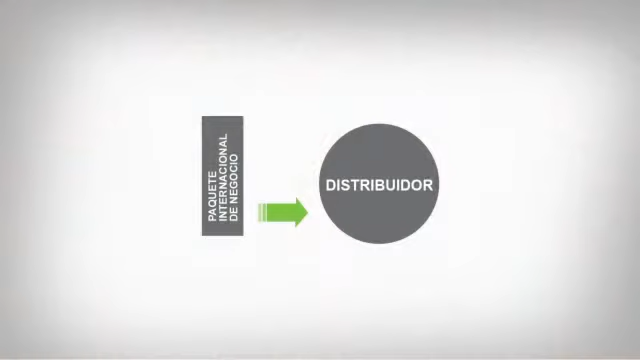 PAQUETE
INTERNACIONAL
DE NEGOCIO
DISTRIBUIDOR